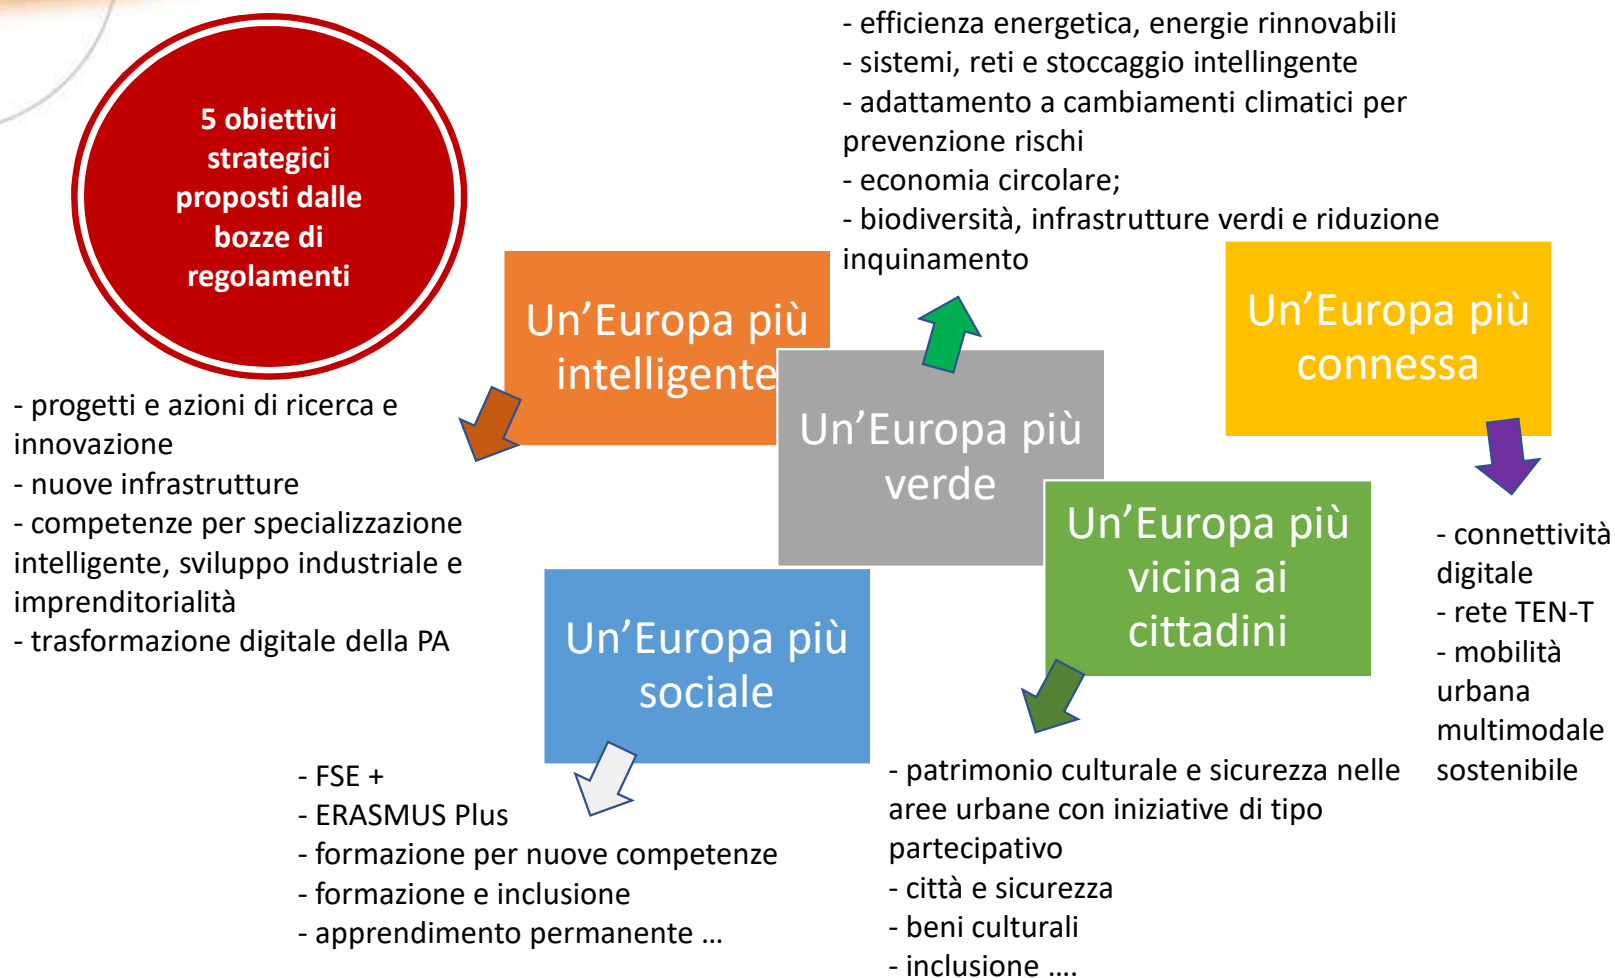 5 obiettivi
strategici
proposti dalle
bozze di
regolamenti
- efficienza energetica, energie rinnovabili
- sistemi, reti e stoccaggio intellingente
- adattamento a cambiamenti climatici per
prevenzione rischi
- economia circolare;
- biodiversità, infrastrutture verdi e riduzione
inquinamento
Un’Europa più
intelligente
Un’Europa più
verde
Un’Europa più
connessa
- progetti e azioni di ricerca e
innovazione
- nuove infrastrutture
- competenze per specializzazione
intelligente, sviluppo industriale e
imprenditorialità
- trasformazione digitale della PA
Un’Europa più
sociale
Un’Europa più
vicina ai
cittadini
- connettività
digitale
- rete TEN-T
- mobilità
urbana
multimodale
sostenibile
- FSE +
- ERASMUS Plus
- formazione per nuove competenze
- formazione e inclusione
- apprendimento permanente …
- patrimonio culturale e sicurezza nelle
aree urbane con iniziative di tipo
partecipativo
- città e sicurezza
- beni culturali
- inclusione ….